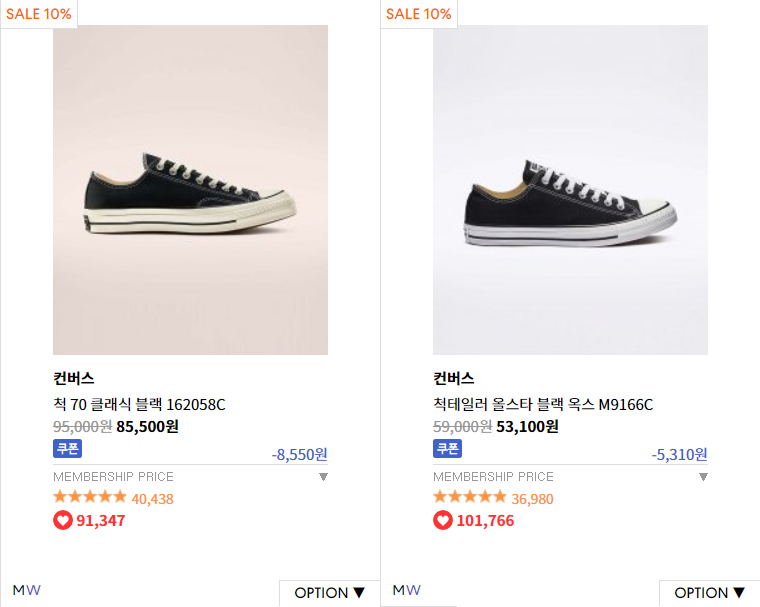 SALE 10%
컨버스
척 70 클래식 블랙 162058C
95,000원 85,500원
쿠폰 -8,550원
MEMBERSHIP PRICE ▼
★★★★★ 40,438
91,347
MW
OPTION ▼
SALE 10%
컨버스
척테일러 올스타 블랙 옥스 M9166C
59,000원 53,100원
쿠폰 -5,310원
MEMBERSHIP PRICE ▼
★★★★★ 36,980
101,766
MW
OPTION ▼